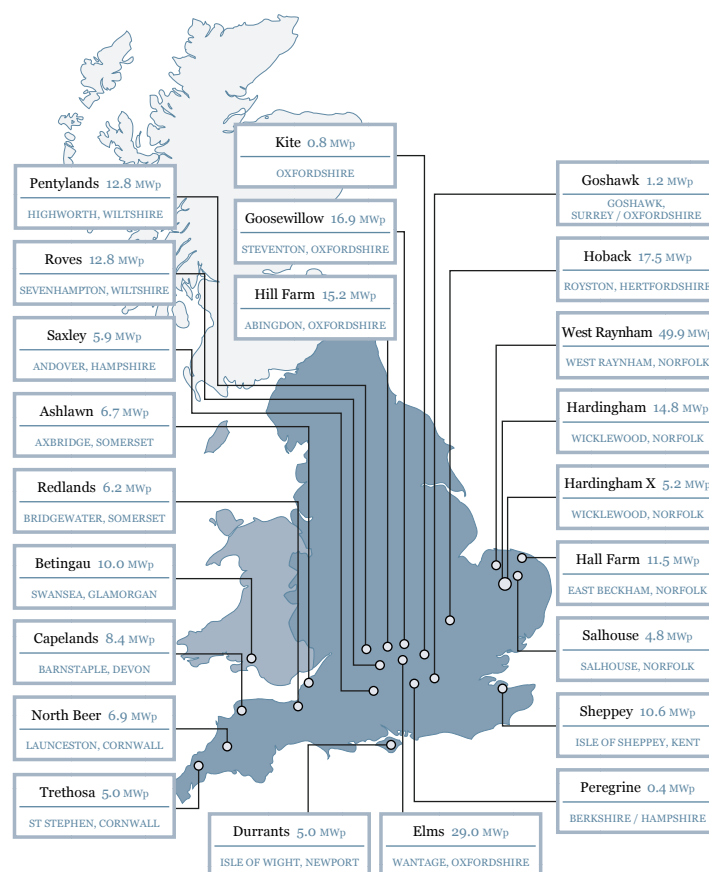 Kite 0.8 MWp
OXFORDSHIRE
Pentylands 12.8 MWp
HIGHWORTH, WILTSHIRE
Goshawk 1.2 MWp
GOSHAWK,
SURREY / OXFORDSHIRE
Goosewillow 16.9 MWp
STEVENTON, OXFORDSHIRE
Roves 12.8 MWp
SEVENHAMPTON, WILTSHIRE
Hoback 17.5 MWp
ROYSTON, HERTFORDSHIRE
Hill Farm 15.2 MWp
ABINGDON, OXFORDSHIRE
Saxley 5.9 MWp
ANDOVER, HAMPSHIRE
West Raynham 49.9 MWp
WEST RAYNHAM, NORFOLK
Ashlawn 6.7 MWp
AXBRIDGE, SOMERSET
Hardingham 14.8 MWp
WICKLEWOOD, NORFOLK
Redlands 6.2 MWp
BRIDGEWATER, SOMERSET
Hardingham X 5.2 MWp
WICKLEWOOD, NORFOLK
Betingau 10.0 MWp
SWANSEA, GLAMORGAN
Hall Farm 11.5 MWp
EAST BECKHAM, NORFOLK
Capelands 8.4 MWp
BARNSTAPLE, DEVON
Salhouse 4.8 MWp
SALHOUSE, NORFOLK
North Beer 6.9 MWp
LAUNCESTON, CORNWALL
Sheppey 10.6 MWp
ISLE OF SHEPPEY, KENT
Trethosa 5.0 MWp
ST STEPHEN, CORNWALL
Peregrine 0.4 MWp
BERKSHIRE / HAMPSHIRE
Durrants 5.0 MWp
ISLE OF WIGHT, NEWPORT
Elms 29.0 MWp
WANTAGE, OXFORDSHIRE